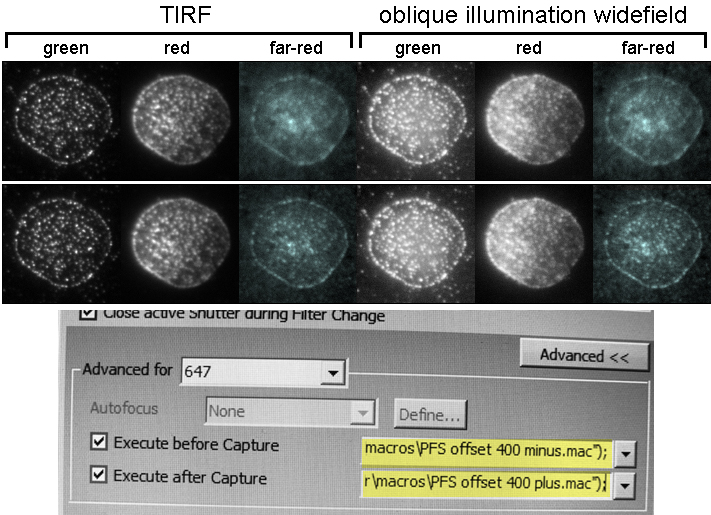 TIRF oblique illumination widefield
green red far-red green red far-red
Close active Shutter during Filter Change
Advanced <<
Advanced for 647
Autofocus None Define...
Execute before Capture macros\PFS offset 400 minus.mac");
Execute after Capture r\macros\PFS offset 400 plus.mac");